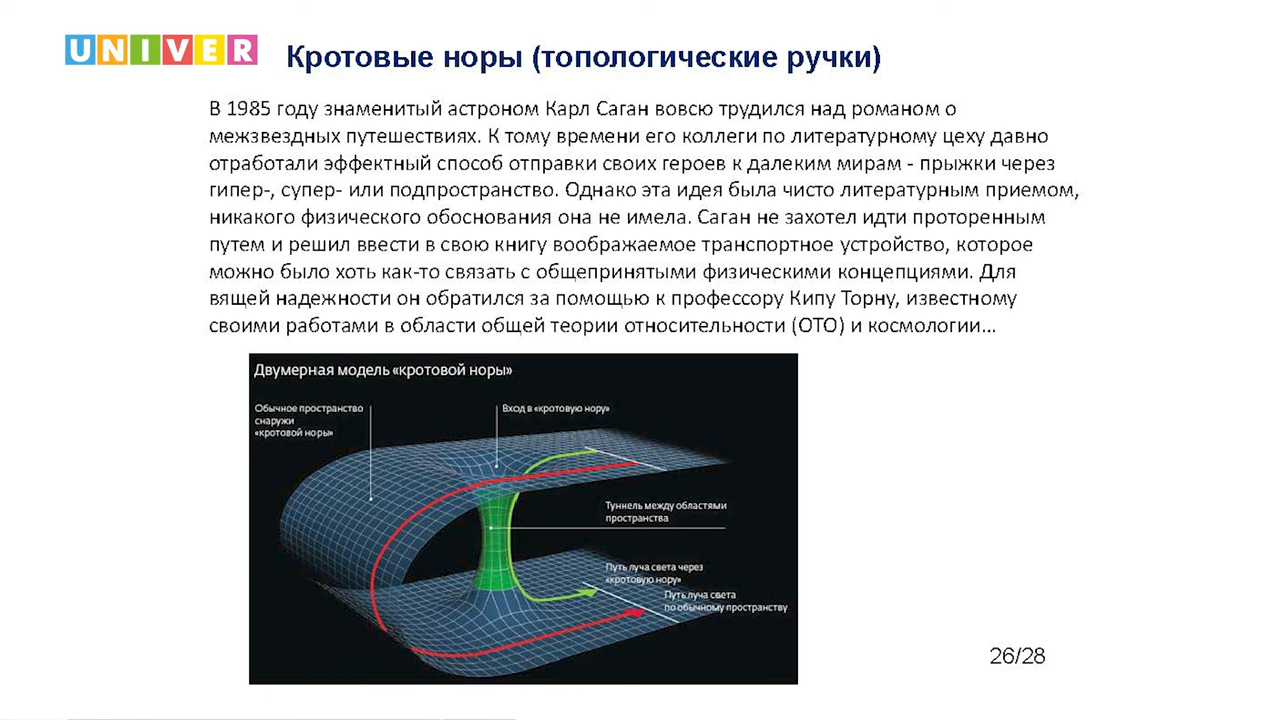 UNIVER
Кротовые норы (топологические ручки)
В 1985 году знаменитый астроном Карл Саган вовсю трудился над романом о
межзвездных путешествиях. К тому времени его коллеги по литературному цеху давно
отработали эффектный способ отправки своих героев к далеким мирам - прыжки через
гипер-, супер- или подпространство. Однако эта идея была чисто литературным приемом,
никакого физического обоснования она не имела. Саган не захотел идти проторенным
путем и решил ввести в свою книгу воображаемое транспортное устройство, которое
можно было хоть как-то связать с общепринятыми физическими концепциями. Для
вящей надежности он обратился за помощью к профессору Кипу Торну, известному
своими работами в области общей теории относительности (ОТО) и космологии...
Двумерная модель «кротовой норы»
Обычное пространство
снаружи
«кротовой норы»
Вход в «кротовую нору»
Туннель между областями
пространства
Путь луча света через
«кротовую нору»
Путь луча света
по обычному пространству
26/28